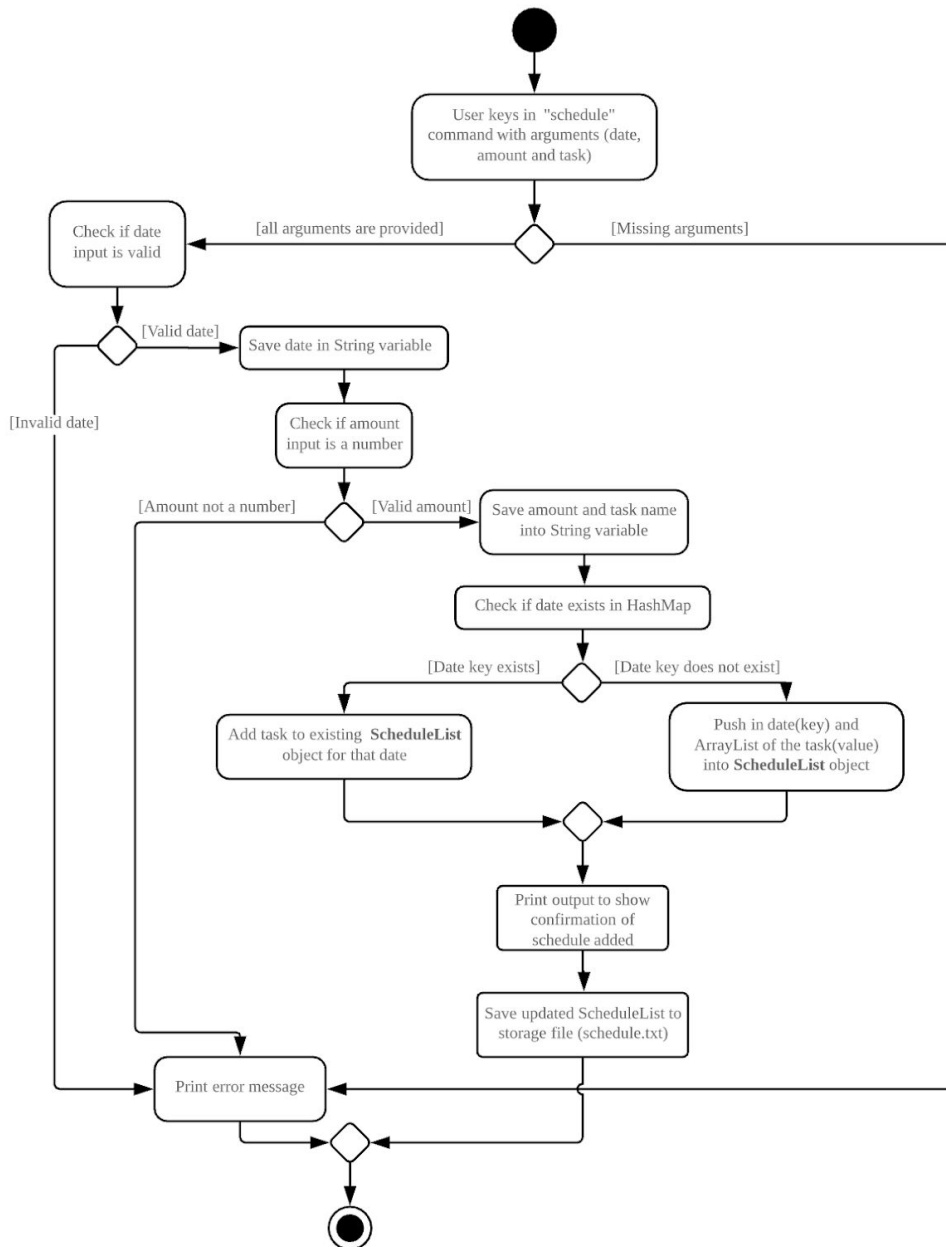 User keys in "schedule"
command with arguments (date,
amount and task)
[all arguments are provided]
[Missing arguments]
Check if date
input is valid
[Valid date]
Save date in String variable
[Invalid date]
Check if amount
input is a number
[Amount not a number]
[Valid amount]
Save amount and task name
into String variable
Check if date exists in HashMap
[Date key exists]
[Date key does not exist]
Add task to existing ScheduleList
object for that date
Push in date(key) and
ArrayList of the task(value)
into ScheduleList object
Print output to show
confirmation of
schedule added
Save updated ScheduleList to
storage file (schedule.txt)
Print error message